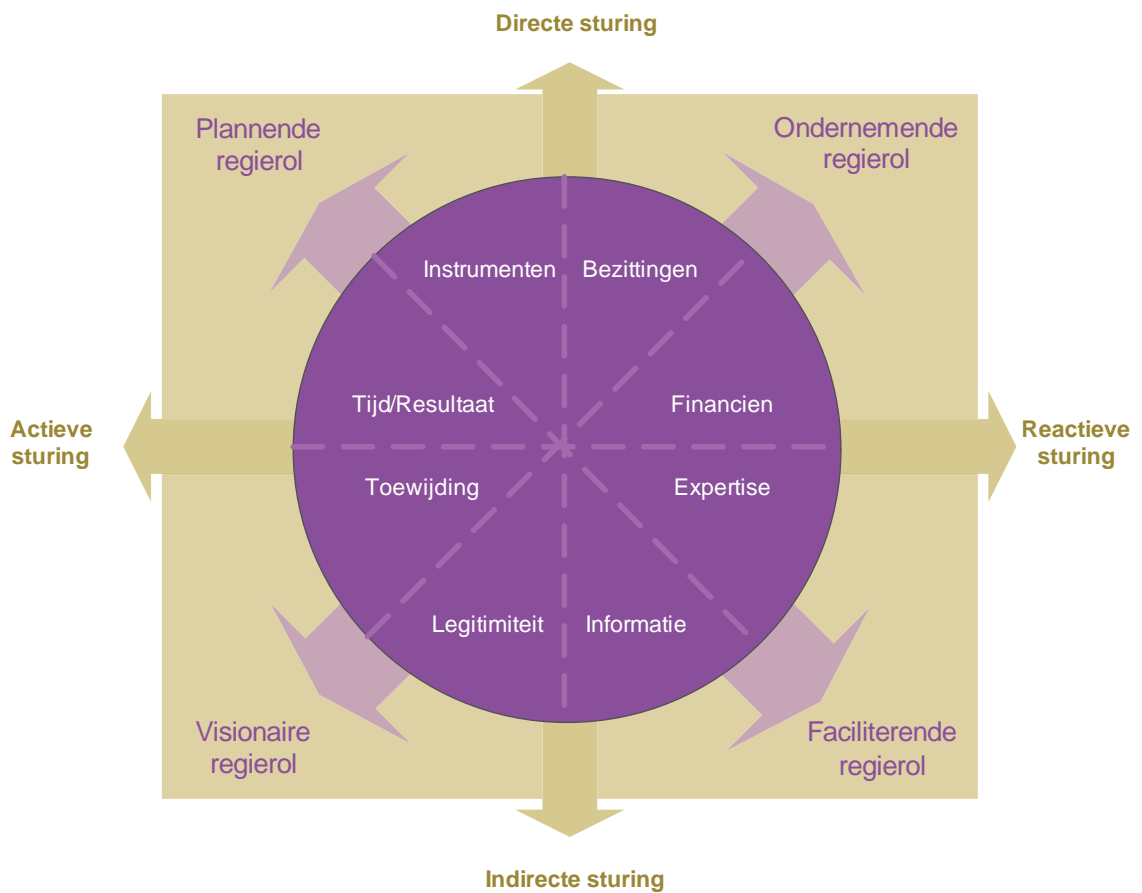 Directe sturing
Plannende
regierol
Ondernemende
regierol
Instrumenten
Bezittingen
Tijd/Resultaat
Financien
Actieve
sturing
Reactieve
sturing
Toewijding
Expertise
Legitimiteit
Informatie
Visionaire
regierol
Faciliterende
regierol
Indirecte sturing